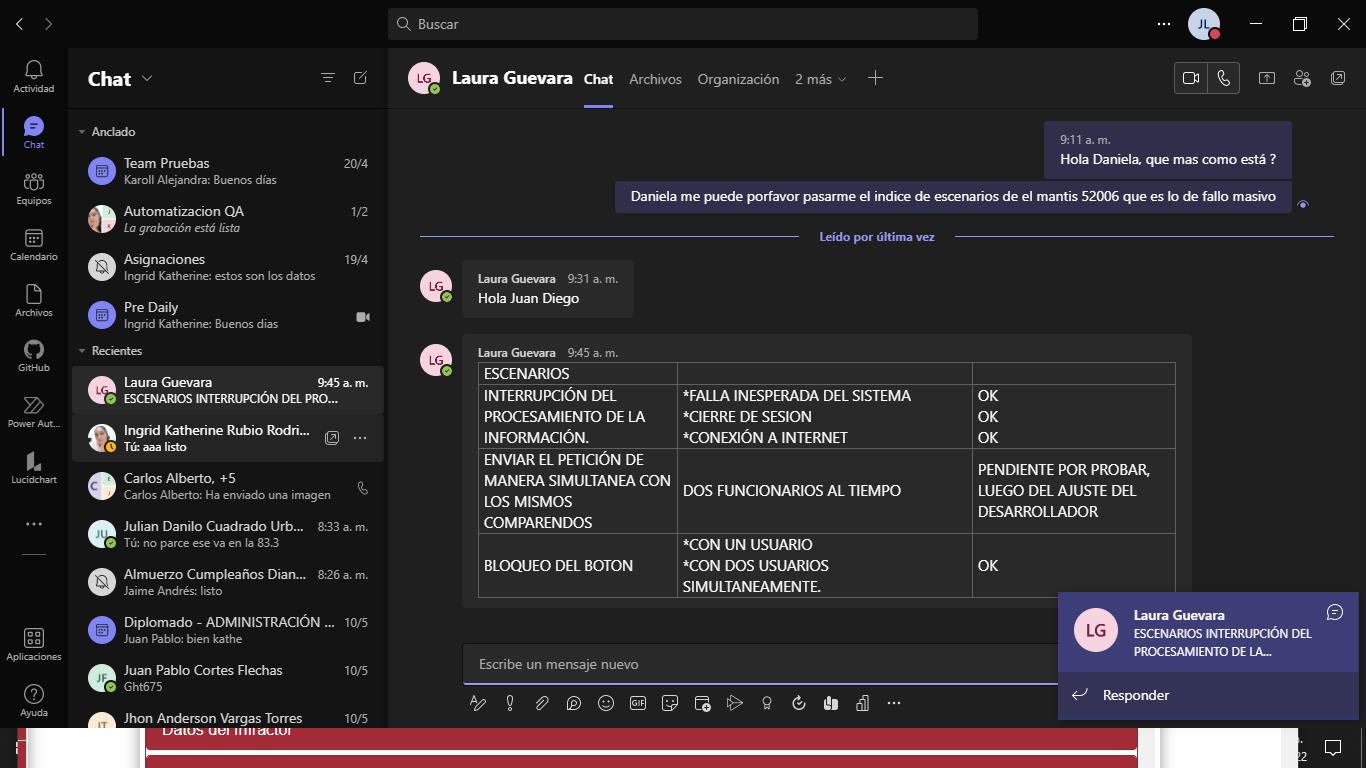 Buscar
JL
Actividad
Chat
Equipos
Calendario
Archivos
GitHub
Power Aut...
Lucidchart
Aplicaciones
Ayuda
Chat
Anclado
Team Pruebas 20/4
Karoll Alejandra: Buenos días
Automatizacion QA 1/2
La grabación está lista
Asignaciones 19/4
Ingrid Katherine: estos son los datos
Pre Daily
Ingrid Katherine: Buenos dias
Recientes
LG Laura Guevara 9:45 a. m.
ESCENARIOS INTERRUPCIÓN DEL PRO...
Ingrid Katherine Rubio Rodri...
Tú: aaa listo
Carlos Alberto, +5
Carlos Alberto: Ha enviado una imagen
JU Julian Danilo Cuadrado Urb... 8:33 a. m.
Tú: no parce ese va en la 83.3
Almuerzo Cumpleaños Dian... 8:26 a. m.
Jaime Andrés: listo
Diplomado - ADMINISTRACIÓN ... 10/5
Juan Pablo: bien kathe
JF Juan Pablo Cortes Flechas 10/5
Ght675
JT Jhon Anderson Vargas Torres 10/5
LG Laura Guevara Chat Archivos Organización 2 más
9:11 a. m.
Hola Daniela, que mas como está ?
Daniela me puede porfavor pasarme el indice de escenarios de el mantis 52006 que es lo de fallo masivo
Leído por última vez
LG Laura Guevara 9:31 a. m.
Hola Juan Diego
LG Laura Guevara 9:45 a. m.
ESCENARIOS
INTERRUPCIÓN DEL *FALLA INESPERADA DEL SISTEMA OK
PROCESAMIENTO DE LA *CIERRE DE SESION OK
INFORMACIÓN. *CONEXIÓN A INTERNET OK
ENVIAR EL PETICIÓN DE
MANERA SIMULTANEA CON
LOS MISMOS
COMPARENDOS
DOS FUNCIONARIOS AL TIEMPO
PENDIENTE POR PROBAR,
LUEGO DEL AJUSTE DEL
DESARROLLADOR
BLOQUEO DEL BOTON
*CON UN USUARIO
*CON DOS USUARIOS
SIMULTANEAMENTE.
OK
Escribe un mensaje nuevo
GIF
LG Laura Guevara
ESCENARIOS INTERRUPCIÓN DEL
PROCESAMIENTO DE LA...
Responder
Datos del infractor